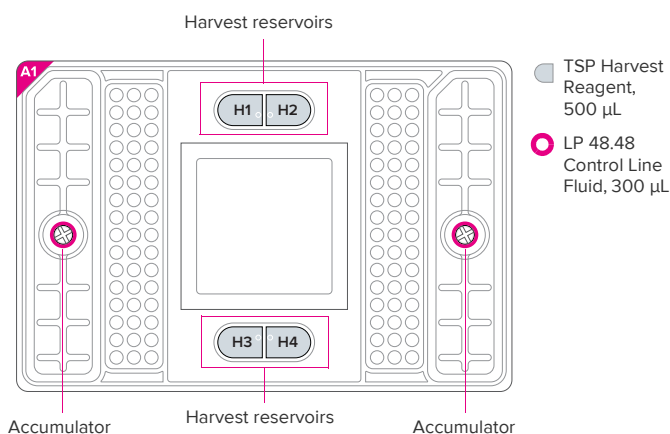 Harvest reservoirs
A1
H1 H2
TSP Harvest
Reagent,
500 µL
LP 48.48
Control Line
Fluid, 300 µL
H3 H4
Accumulator
Harvest reservoirs
Accumulator